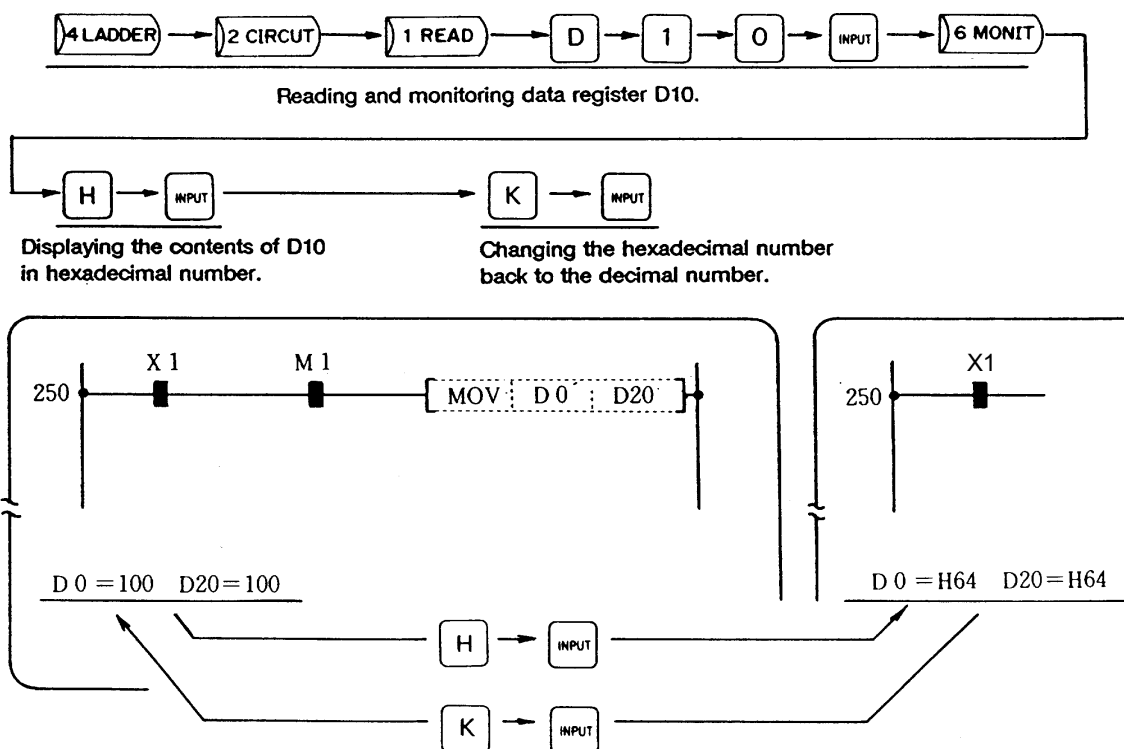 4 LADDER 2 CIRCUT 1 READ D 1 0 INPUT 6 MONIT
Reading and monitoring data register D10.
H INPUT K INPUT
Displaying the contents of D10
in hexadecimal number.
Changing the hexadecimal number
back to the decimal number.
X 1 M 1
250 MOV D 0 D20
D 0 = 100 D20=100
X1
250
D 0 = H64 D20=H64
H INPUT
K INPUT